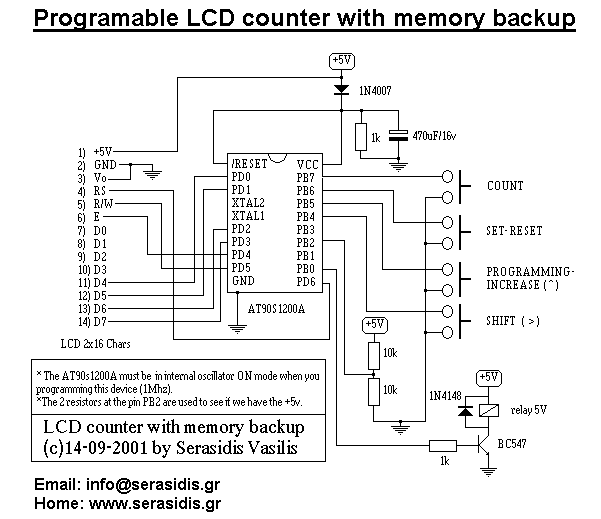 Programable LCD counter with memory backup
+5V
1N4007
1k
470uF/16v
1) +5V
2) GND
3) Vo
4) RS
5) R/W
6) E
7) D0
8) D1
9) D2
10) D3
11) D4
12) D5
13) D6
14) D7
LCD 2x16 Chars
/RESET
PD0
PD1
XTAL2
XTAL1
PD2
PD3
PD4
PD5
GND
VCC
PB7
PB6
PB5
PB4
PB3
PB2
PB1
PB0
PD6
AT90S1200A
COUNT
SET-RESET
PROGRAMMING-
INCREASE (^)
SHIFT (>)
+5V
10k
10k
+5V
1N4148
relay 5V
BC547
1k
* The AT90s1200A must be in internal oscillator ON mode when you
programming this device (1Mhz).
*The 2 resistors at the pin PB2 are used to see if we have the +5v.
LCD counter with memory backup
(c)14-09-2001 by Serasidis Vasilis
Email: info@serasidis.gr
Home: www.serasidis.gr